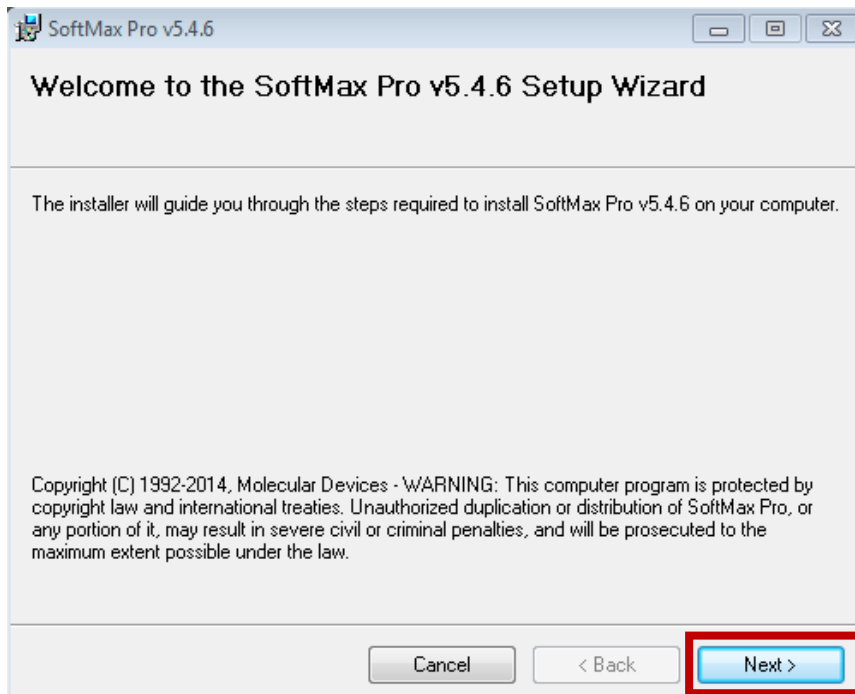 SoftMax Pro v5.4.6
Welcome to the SoftMax Pro v5.4.6 Setup Wizard
The installer will guide you through the steps required to install SoftMax Pro v5.4.6 on your computer.
Copyright (C) 1992-2014, Molecular Devices - WARNING: This computer program is protected by
copyright law and international treaties. Unauthorized duplication or distribution of SoftMax Pro, or
any portion of it, may result in severe civil or criminal penalties, and will be prosecuted to the
maximum extent possible under the law.
Cancel < Back Next >